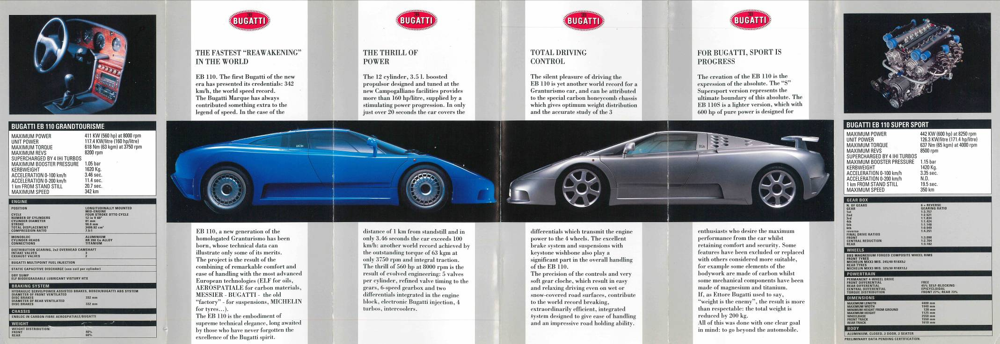 BUGATTI EB 110 GRANDTOURISME
MAXIMUM POWER 411 KW (560 hp) at 8000 rpm
UNIT POWER 117.4 KW/litre (160 hp/litre)
MAXIMUM TORQUE 618 Nm (63 kgm) at 3750 rpm
MAXIMUM REVS 8200 rpm
SUPERCHARGED BY 4 IHI TURBOS
MAXIMUM BOOSTER PRESSURE 1.05 bar
KERBWEIGHT 1620 Kg.
ACCELERATION 0-100 km/h 3.46 sec.
ACCELERATION 0-200 km/h 11.4 sec.
1 km FROM STAND STILL 20.7 sec.
MAXIMUM SPEED 342 km
ENGINE
POSITION LONGITUDINALLY MOUNTED
MID-ENGINE
CYCLE FOUR STROKE OTTO CYCLE
NUMBER OF CYLINDERS 12 in V 60°
CYLINDER DIAMETER 81 mm
STROKE 56.6 mm
TOTAL DISPLACEMENT 3499.92 cm³
COMPRESSION RATIO 7.5:1
MONOBLOC ALUMINIUM
CYLINDER HEADS RR 350 Cu ALLOY
CONNECTIONS TITANIUM
DISTRIBUTION GEARING, 2x2 OVERHEAD CAMSHAFT
INTAKE VALVES 3
EXHAUST VALVES 2
BUGATTI MULTIPOINT FUEL INJECTION
STATIC CAPACITIVE DISCHARGE (one coil per cylinder)
DRY SUMP
ELF BIODEGRADABLE LUBRICANT VISTURY HTX
BRAKING SYSTEM
HYDRAULIC SERVO/POWER ASSISTED BRAKES, BOSCH/BUGATTI ABS SYSTEM
DIAMETER OF FRONT VENTILATED
DISC BRAKES 332 mm
DIAMETER OF REAR VENTILATED
DISC BRAKES 332 mm
CHASSIS
ENBLOC IN CARBON FIBRE AEROSPATIALE/BUGATTI
WEIGHT
WEIGHT DISTRIBUTION:
FRONT 40%
REAR 60%
BUGATTI
THE FASTEST “REAWAKENING”
IN THE WORLD
EB 110. The first Bugatti of the new
era has presented its credentials: 342
km/h, the world speed record.
The Bugatti Marque has always
contributed something extra to the
legend of speed. In the case of the
EB 110, a new generation of the
homologated Granturismo has been
born, whose technical data can
illustrate only some of its merits.
The project is the result of the
combining of remarkable comfort and
ease of handling with the most advanced
European technologies (ELF for oils,
AEROSPATIALE for carbon materials,
MESSIER - BUGATTI - the old
“factory” - for suspensions, MICHELIN
for tyres...).
The EB 110 is the embodiment of
supreme technical elegance, long awaited
by those who have never forgotten the
excellence of the Bugatti spirit.
BUGATTI
THE THRILL OF
POWER
The 12 cylinder, 3.5 l. boosted
propulsor designed and tuned at the
new Campogalliano facilities provides
more than 160 hp/litre, supplied by a
stimulating power progression. In only
just over 20 seconds the car covers the
distance of 1 km from standstill and in
only 3.46 seconds the car exceeds 100
km/h: another world record achieved by
the outstanding torque of 63 kgm at
only 3750 rpm and integral traction.
The thrill of 560 hp at 8000 rpm is the
result of evolved engineering: 5 valves
per cylinder, refined valve timing to the
gears, 6-speed gearbox and two
differentials integrated in the engine
block, electronic Bugatti injection, 4
turbos, intercoolers.
BUGATTI
TOTAL DRIVING
CONTROL
The silent pleasure of driving the
EB 110 is yet another world record for a
Granturismo car, and can be attributed
to the special carbon honeycomb chassis
which gives optimum weight distribution
and the accurate study of the 3
differentials which transmit the engine
power to the 4 wheels. The excellent
brake system and suspensions with
keystone wishbone also play a
significant part in the overall handling
of the EB 110.
The precision of the controls and very
soft gear cloche, which result in easy
and relaxing driving even on wet or
snow-covered road surfaces, contribute
to the world record breaking,
extraordinarily efficient, integrated
system designed to give ease of handling
and an impressive road holding ability.
BUGATTI
FOR BUGATTI, SPORT IS
PROGRESS
The creation of the EB 110 is the
expression of the absolute. The “S”
Supersport version represents the
ultimate boundary of this absolute. The
EB 110S is a lighter version, which with
600 hp of pure power is designed for
enthusiasts who desire the maximum
performance from the car whilst
retaining comfort and security. Some
features have been excluded or replaced
with others considered more suitable,
for example some elements of the
bodywork are made of carbon whilst
some mechanical components have been
made of magnesium and titanium.
If, as Ettore Bugatti used to say,
“weight is the enemy”, the result is more
than respectable: the total weight is
reduced by 200 kg.
All of this was done with one clear goal
in mind: to go beyond the automobile.
BUGATTI EB 110 SUPER SPORT
MAXIMUM POWER 442 KW (600 hp) at 8250 rpm
UNIT POWER 126.3 KW/litre (171.4 hp/litre)
MAXIMUM TORQUE 637 Nm (65 kgm) at 4000 rpm
MAXIMUM REVS 8500 rpm
SUPERCHARGED BY 4 IHI TURBOS
MAXIMUM BOOSTER PRESSURE 1.15 bar
KERBWEIGHT 1420 Kg.
ACCELERATION 0-100 km/h 3.35 sec.
ACCELERATION 0-200 km/h N.D.
1 km FROM STAND STILL 19.5 sec.
MAXIMUM SPEED 350 km
GEAR BOX
N. OF GEARS 6 + REVERSE
GEAR GEARING RATIO
1st 1:3.757
2nd 1:2.521
3rd 1:1.834
4th 1:1.424
5th 1:1.148
6th 1:0.949
reverse 1:4.251
FINAL DRIVE RATIOS
FRONT 1:3.090
CENTRAL REDUCTION 1:2.704
REAR 1:3.182
WHEELS
BBS MAGNESIUM FORGED COMPOSITE WHEEL RIMS
FRONT TYRES
MICHELIN MXX3 MIS. 245/40 R18X9J
REAR TYRES
MICHELIN MXX3 MIS. 325/30 R18X12J
POWERTRAIN
PERMANENT 4-WHEEL DRIVE
FRONT DIFFERENTIAL FREE
REAR DIFFERENTIAL 45% SELF-BLOCKING
CENTRAL DIFFERENTIAL EPICYCLOIDAL
TORQUE DISTRIBUTION FRONT 27%; REAR 73%
DIMENSIONS
MAXIMUM LENGTH 4400 mm
MAXIMUM WIDTH 1940 mm
MINIMUM HEIGHT FROM GROUND 128 mm
MAXIMUM HEIGHT 1125 mm
WHEELBASE 2550 mm
FRONT TRACK 1550 mm
REAR TRACK 1618 mm
BODY
ALUMINIUM, CLOSED, 2 DOOR, 2 SEATER
PRELIMINARY DATA PENDING CERTIFICATION.